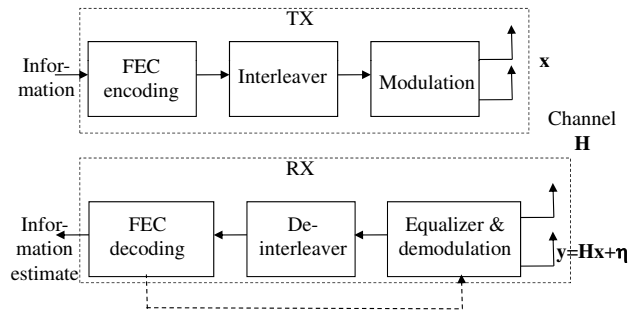 TX
Infor-
mation
FEC
encoding
Interleaver
Modulation
x
Channel
H
RX
Infor-
mation
estimate
FEC
decoding
De-
interleaver
Equalizer &
demodulation
y=Hx+η